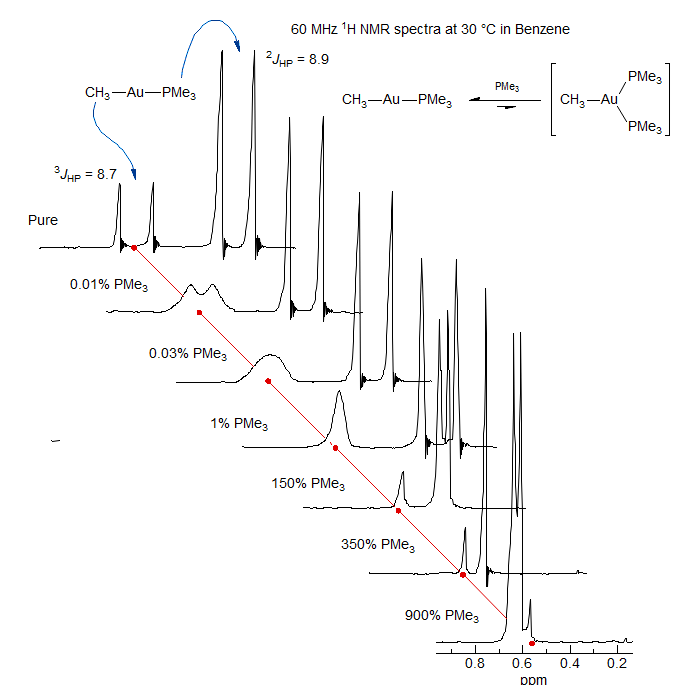 60 MHz ¹H NMR spectra at 30 °C in Benzene
²J_HP = 8.9
CH₃—Au—PMe₃
CH₃—Au—PMe₃
PMe₃
CH₃—Au
PMe₃
PMe₃
³J_HP = 8.7
Pure
0.01% PMe₃
0.03% PMe₃
1% PMe₃
150% PMe₃
350% PMe₃
900% PMe₃
0.8 0.6 0.4 0.2
ppm